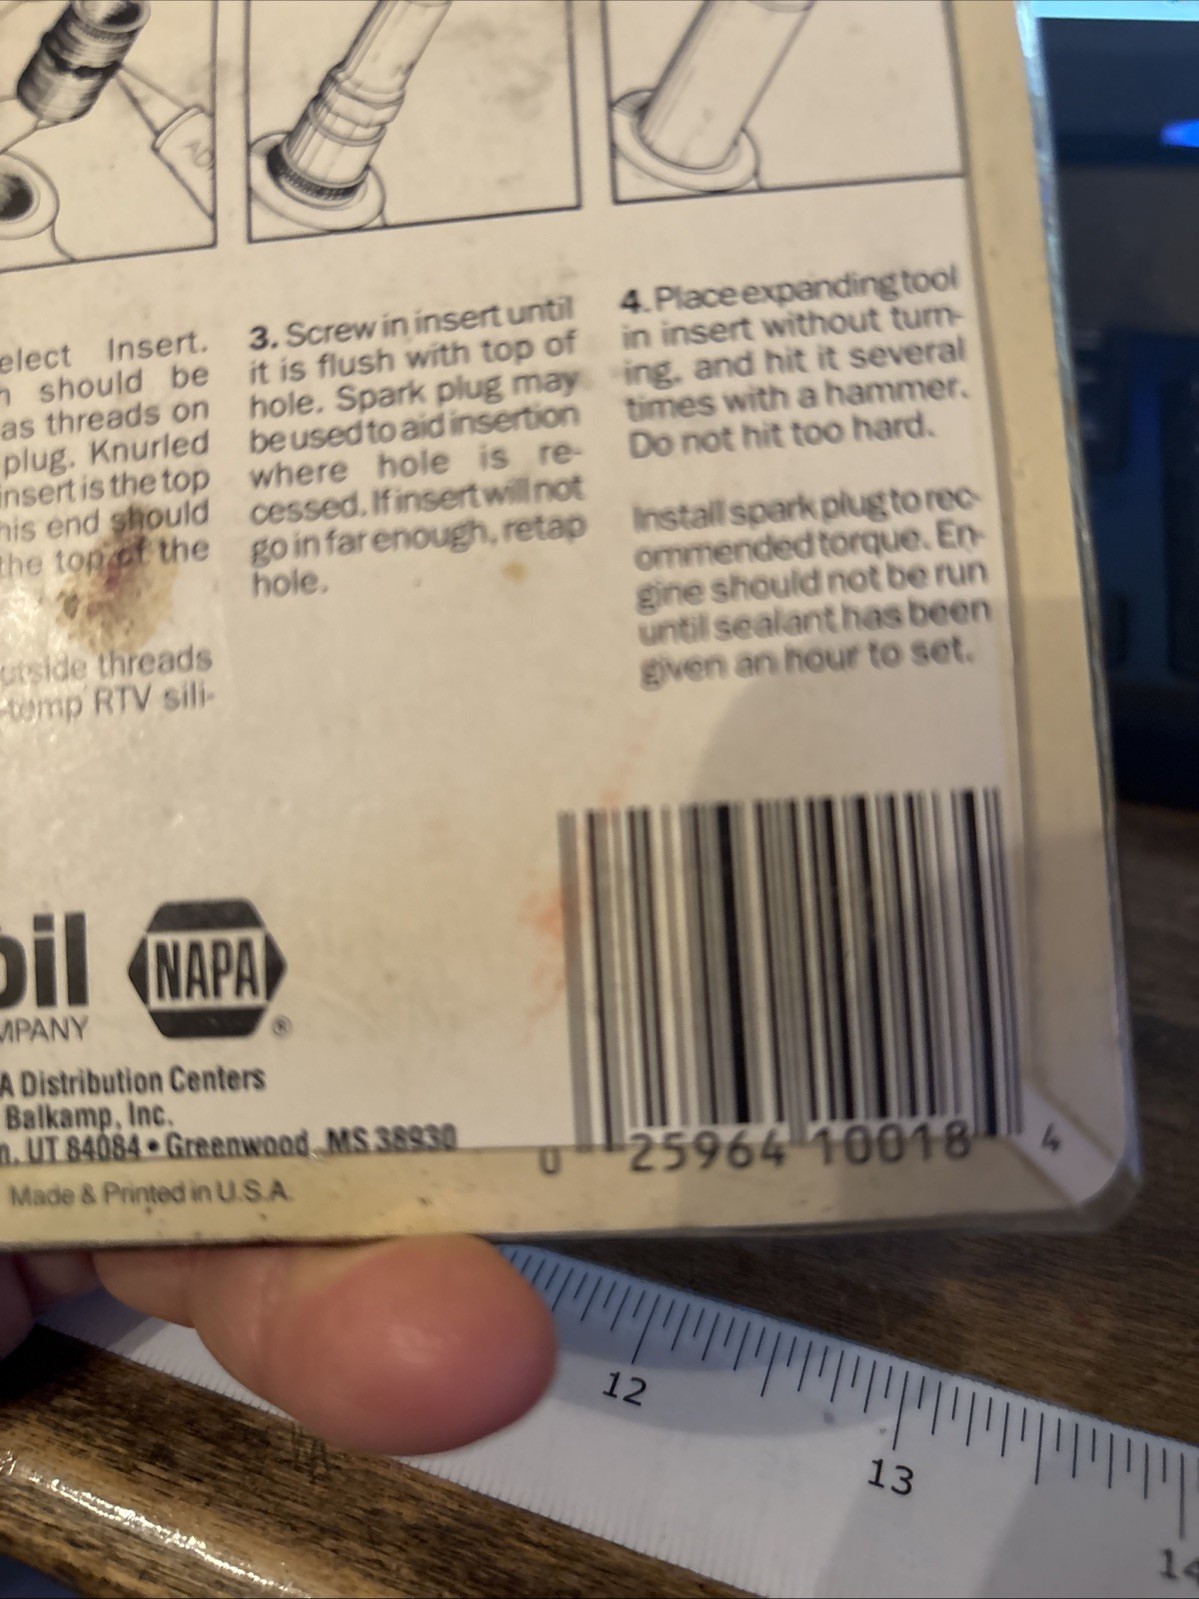 elect Insert.
should be
as threads on
plug. Knurled
insert is the top
his end should
the top of the
utside threads
-temp RTV sili-
3. Screw in insert until
it is flush with top of
hole. Spark plug may
be used to aid insertion
where hole is re-
cessed. If insert will not
go in far enough, retap
hole.
4. Place expanding tool
in insert without turn-
ing, and hit it several
times with a hammer.
Do not hit too hard.
Install spark plug to rec-
ommended torque. En-
gine should not be run
until sealant has been
given an hour to set.
oil
MPANY
NAPA
®
A Distribution Centers
Balkamp, Inc.
n, UT 84084 • Greenwood, MS 38930
Made & Printed in U.S.A.
0 25964 10018 4
12
13
14